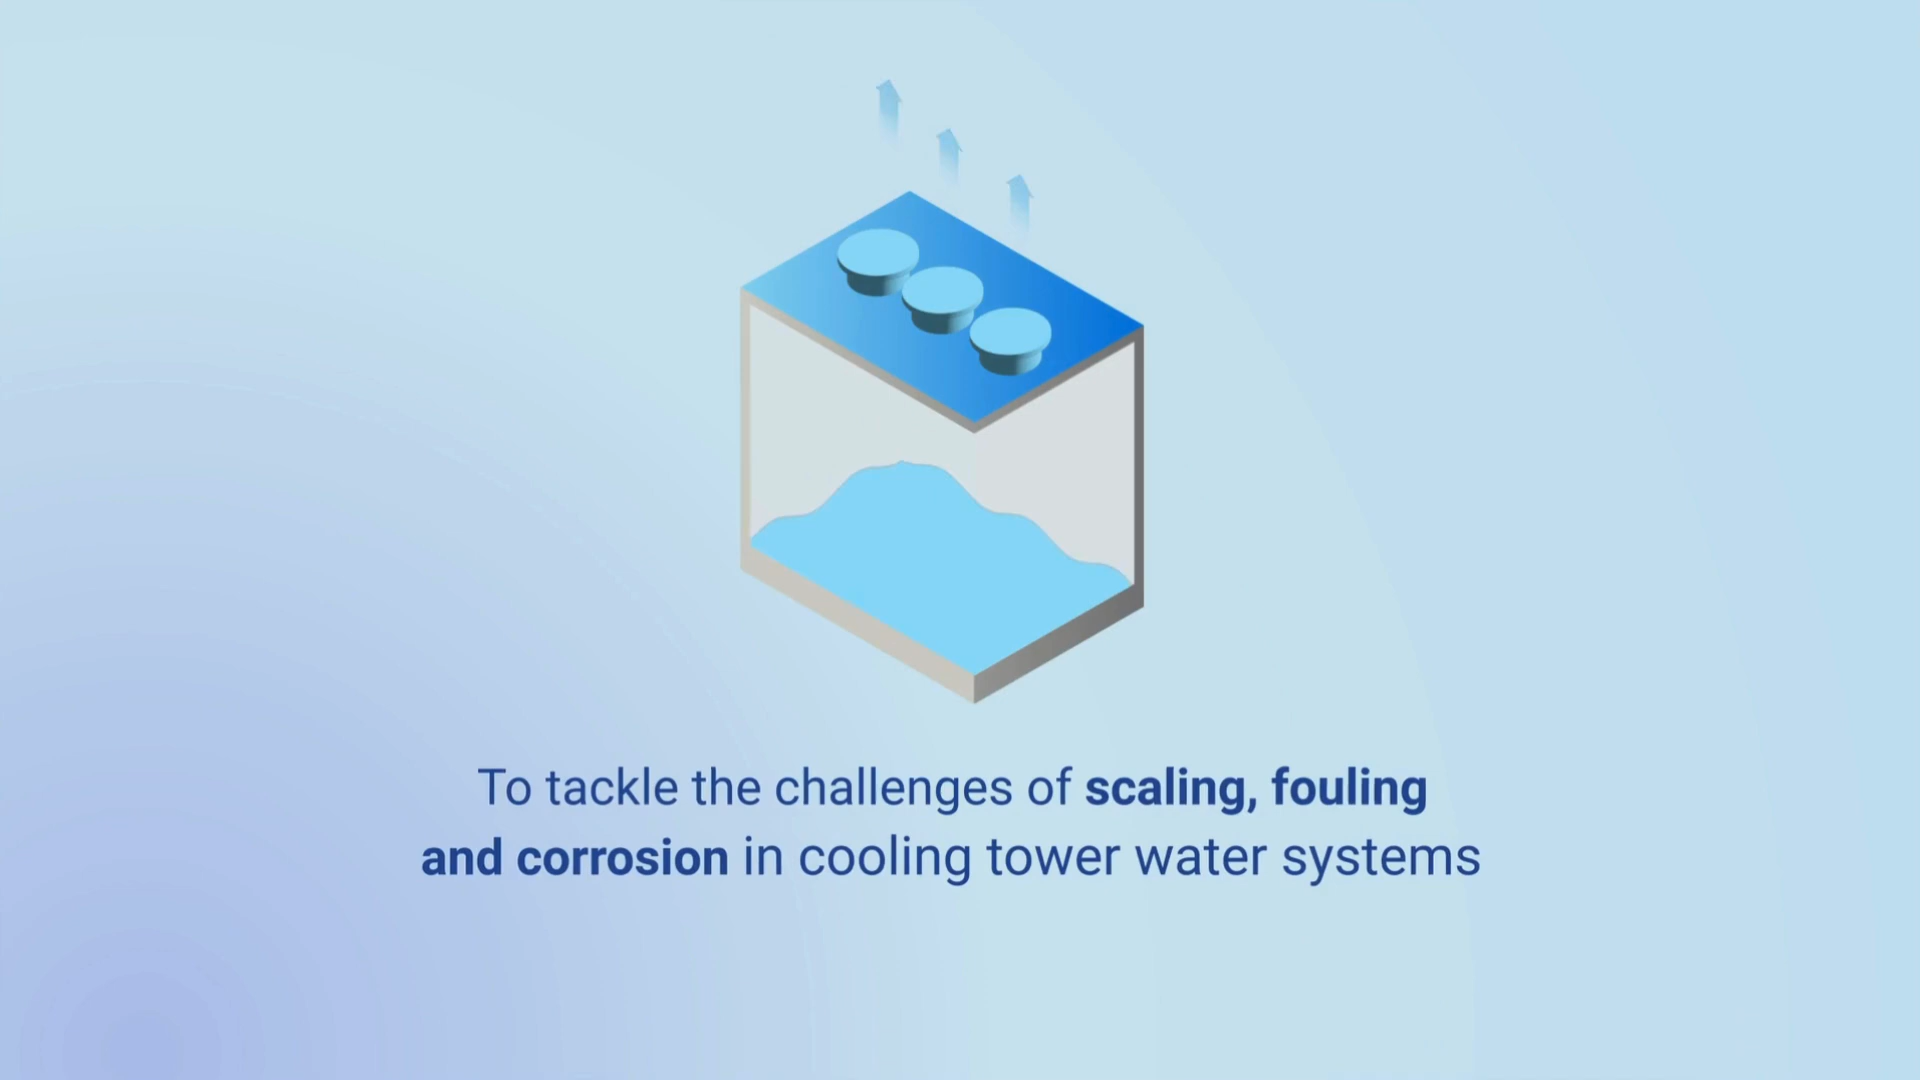 To tackle the challenges of scaling, fouling
and corrosion in cooling tower water systems